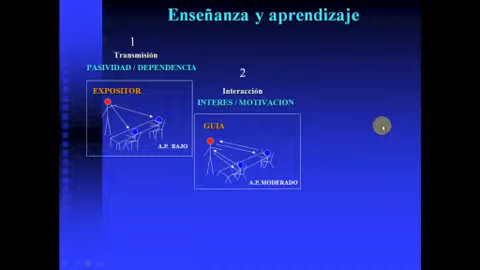 Enseñanza y aprendizaje
1
Transmisión
PASIVIDAD / DEPENDENCIA
EXPOSITOR
A.P. BAJO
2
Interacción
INTERES / MOTIVACION
GUIA
A.P. MODERADO